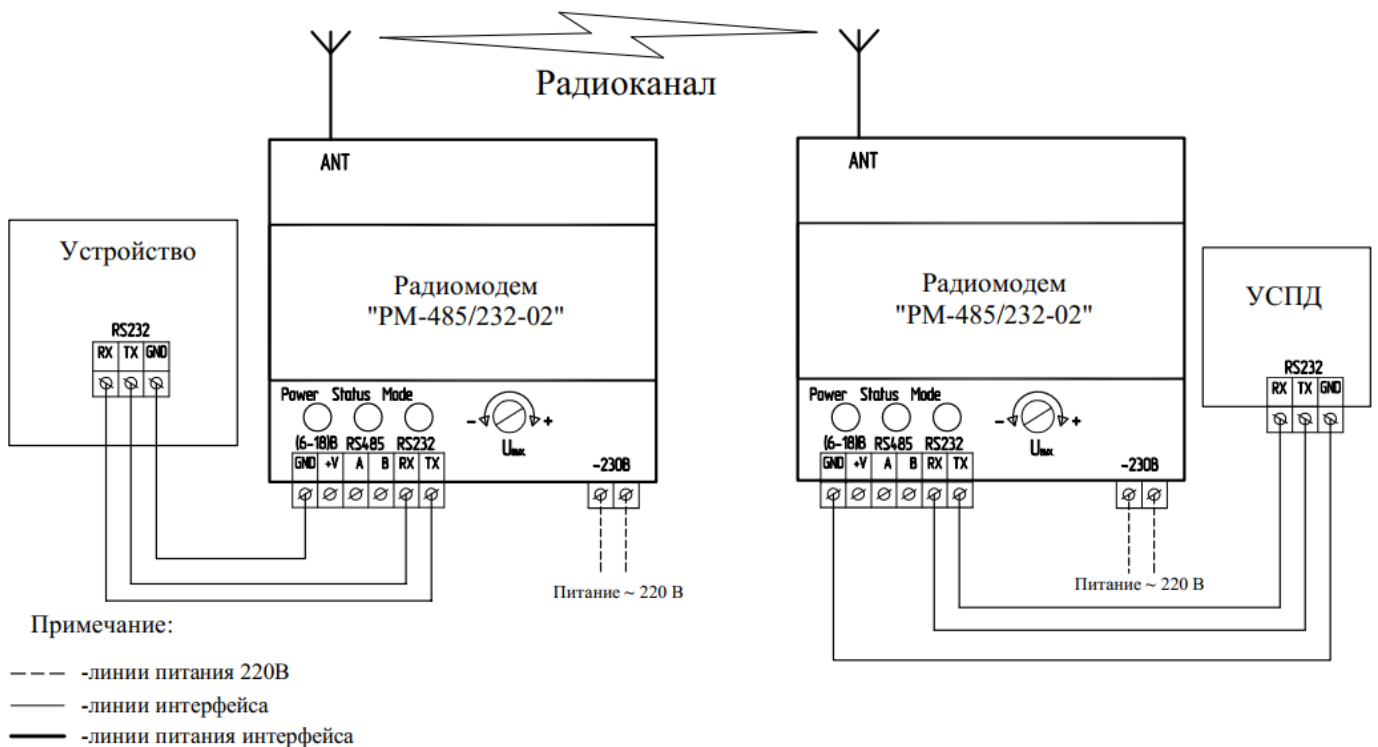 Радиоканал
ANT
ANT
Устройство
RS232
RX TX GND
Радиомодем
"РМ-485/232-02"
Power Status Mode
- +
(6-18)В RS485 RS232
Uвых
GND +V A B RX TX
~230В
Питание ~ 220 В
Радиомодем
"РМ-485/232-02"
Power Status Mode
- +
(6-18)В RS485 RS232
Uвых
GND +V A B RX TX
~230В
Питание ~ 220 В
УСПД
RS232
RX TX GND
Примечание:
-линии питания 220В
-линии интерфейса
-линии питания интерфейса